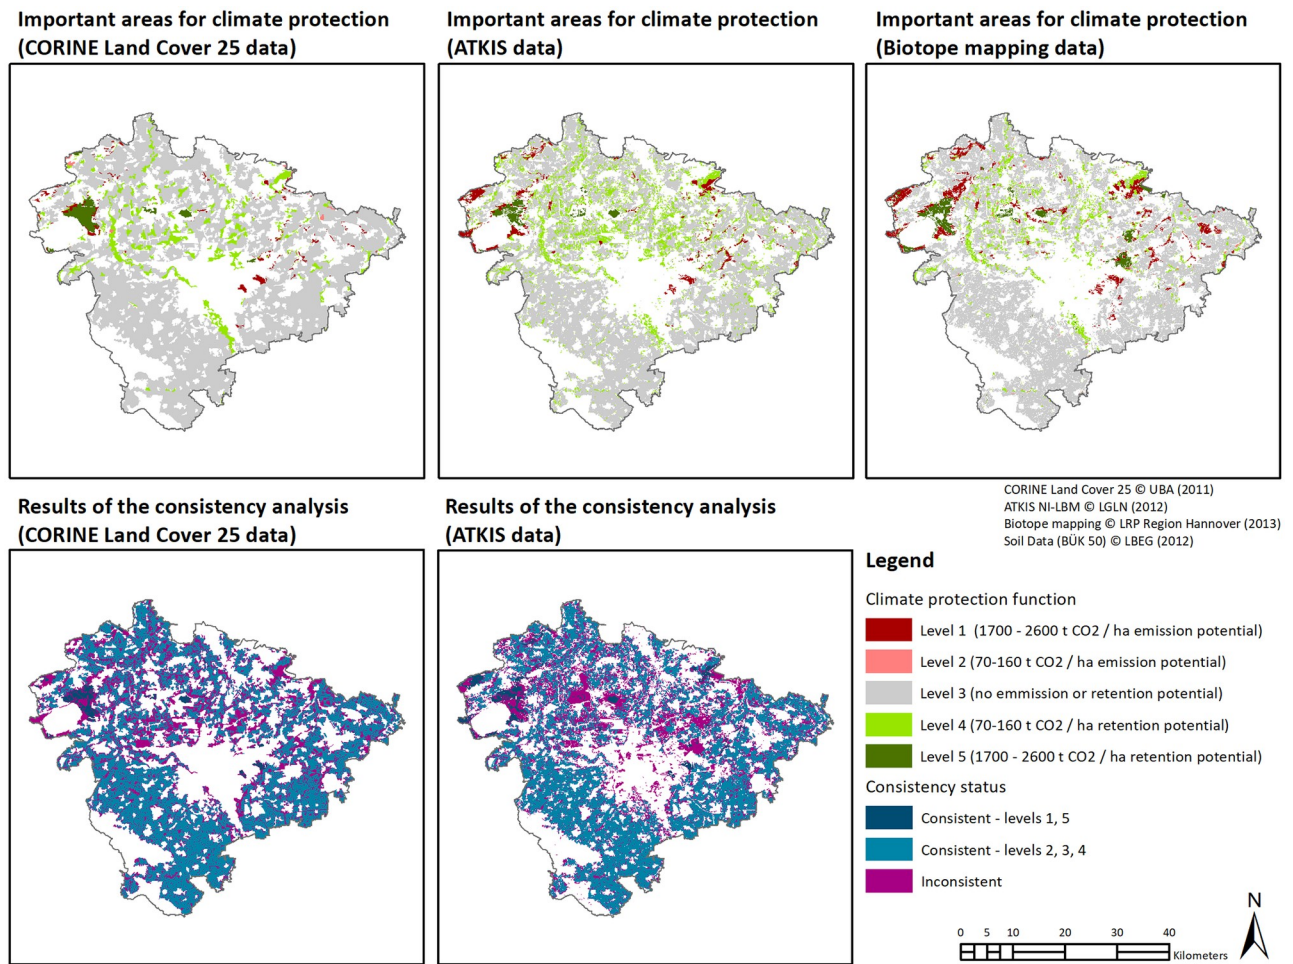 Important areas for climate protection
(CORINE Land Cover 25 data)
Important areas for climate protection
(ATKIS data)
Important areas for climate protection
(Biotope mapping data)
Results of the consistency analysis
(CORINE Land Cover 25 data)
Results of the consistency analysis
(ATKIS data)
CORINE Land Cover 25 © UBA (2011)
ATKIS NI-LBM © LGLN (2012)
Biotope mapping © LRP Region Hannover (2013)
Soil Data (BÜK 50) © LBEG (2012)
Legend
Climate protection function
Level 1 (1700 - 2600 t CO2 / ha emission potential)
Level 2 (70-160 t CO2 / ha emission potential)
Level 3 (no emmission or retention potential)
Level 4 (70-160 t CO2 / ha retention potential)
Level 5 (1700 - 2600 t CO2 / ha retention potential)
Consistency status
Consistent - levels 1, 5
Consistent - levels 2, 3, 4
Inconsistent
N
0 5 10 20 30 40
Kilometers